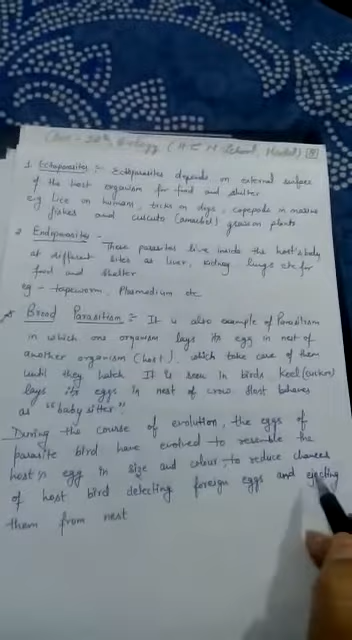 Class - 12th Biology (A E M School,
1. Ectoparasites :- Ectoparasites depends on external surface
of the host organism for food and shelter
eg lice on humans, ticks on dogs, copepods in marine
fishes and cuscuta (amarbel) grows on plants
2. Endoparasites - These parasites live inside the host's body
at different sites as liver, kidney lungs etc for
food and shelter
eg - tapeworm, Plasmodium etc
Brood Parasitism :- It is also example of Parasitism
in which one organism lays its egg in nest of
another organism (host). which take care of them
until they hatch. It is seen in birds Koel
lays its eggs in nest of crow. Host behaves
as "baby sitter".
During the course of evolution, the eggs of
parasite bird have evolved to resemble the
host's egg in size and colour, to reduce chances
of host bird detecting foreign eggs and ejecting
them from nest